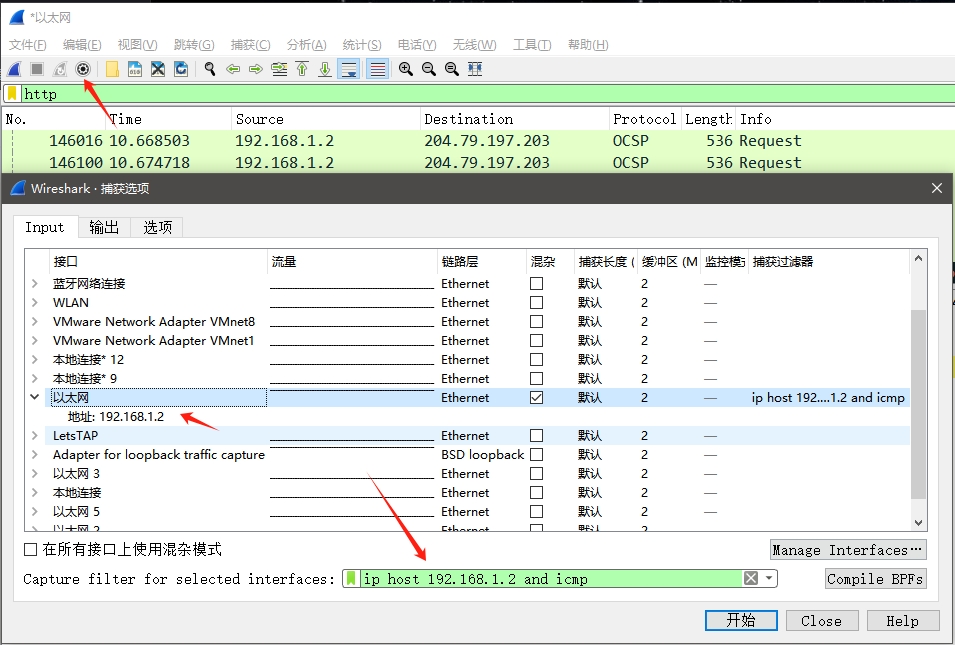 *以太网
文件(F) 编辑(E) 视图(V) 跳转(G) 捕获(C) 分析(A) 统计(S) 电话(Y) 无线(W) 工具(T) 帮助(H)
http
No. Time Source Destination Protocol Length Info
146016 10.668503 192.168.1.2 204.79.197.203 OCSP 536 Request
146100 10.674718 192.168.1.2 204.79.197.203 OCSP 536 Request
Wireshark · 捕获选项
Input 输出 选项
接口 流量 链路层 混杂 捕获长度 ( 缓冲区 (M 监控模式 捕获过滤器
蓝牙网络连接 Ethernet 默认 2 —
WLAN Ethernet 默认 2 —
VMware Network Adapter VMnet8 Ethernet 默认 2 —
VMware Network Adapter VMnet1 Ethernet 默认 2 —
本地连接* 12 Ethernet 默认 2 —
本地连接* 9 Ethernet 默认 2 —
以太网 Ethernet 默认 2 — ip host 192....1.2 and icmp
地址: 192.168.1.2
LetsTAP Ethernet 默认 2 —
Adapter for loopback traffic capture BSD loopback 默认 2 —
以太网 3 Ethernet 默认 2 —
本地连接 Ethernet 默认 2 —
以太网 5 Ethernet 默认 2 —
以太网 2 Ethernet 默认 2 —
在所有接口上使用混杂模式
Manage Interfaces…
Capture filter for selected interfaces: ip host 192.168.1.2 and icmp
Compile BPFs
开始 Close Help